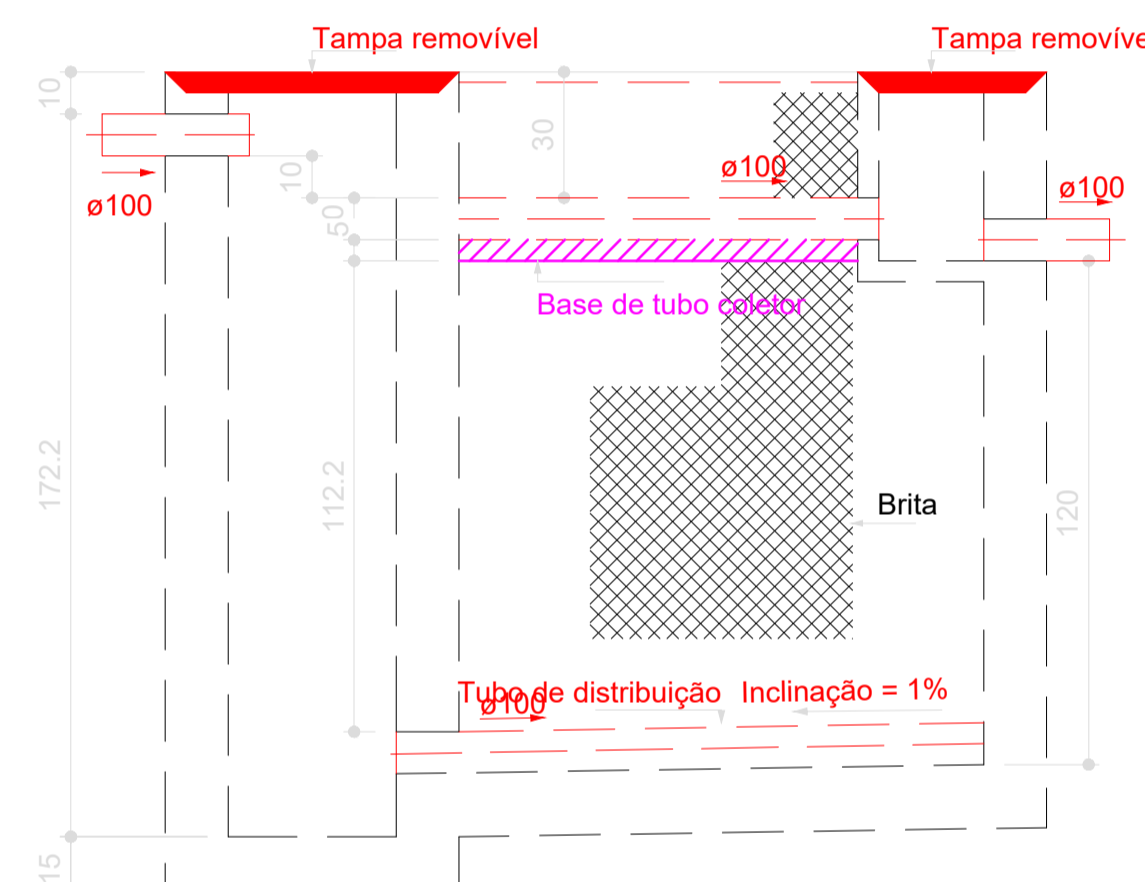 Tampa removível
Tampa removíve
10
30
ø100
ø100
ø100
10
50
Base de tubo coletor
172.2
112.2
Brita
120
Tubo de distribuição
Inclinação = 1%
ø100
15